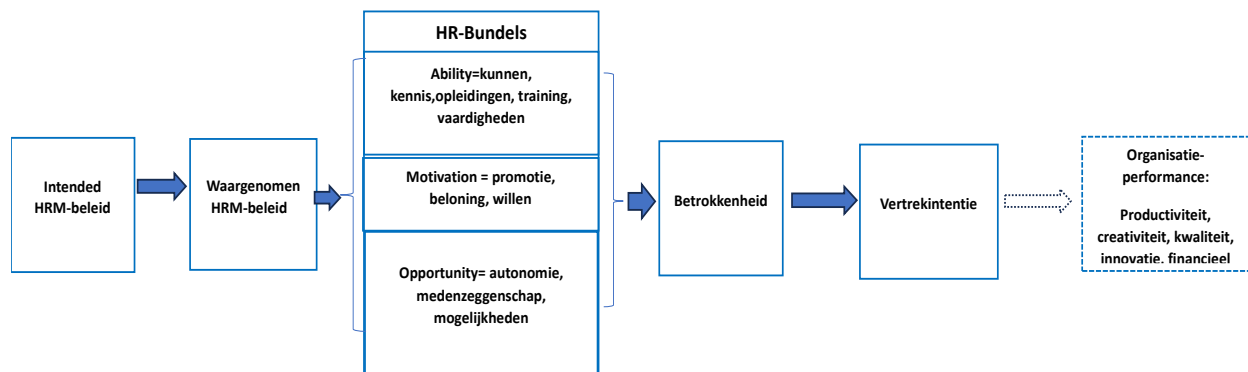 Intended
HRM-beleid
Waargenomen
HRM-beleid
HR-Bundels
Ability=kunnen,
kennis,opleidingen, training,
vaardigheden
Motivation = promotie,
beloning, willen
Opportunity= autonomie,
medenzeggenschap,
mogelijkheden
Betrokkenheid
Vertrekintentie
Organisatie-
performance:
Productiviteit,
creativiteit, kwaliteit,
innovatie, financieel